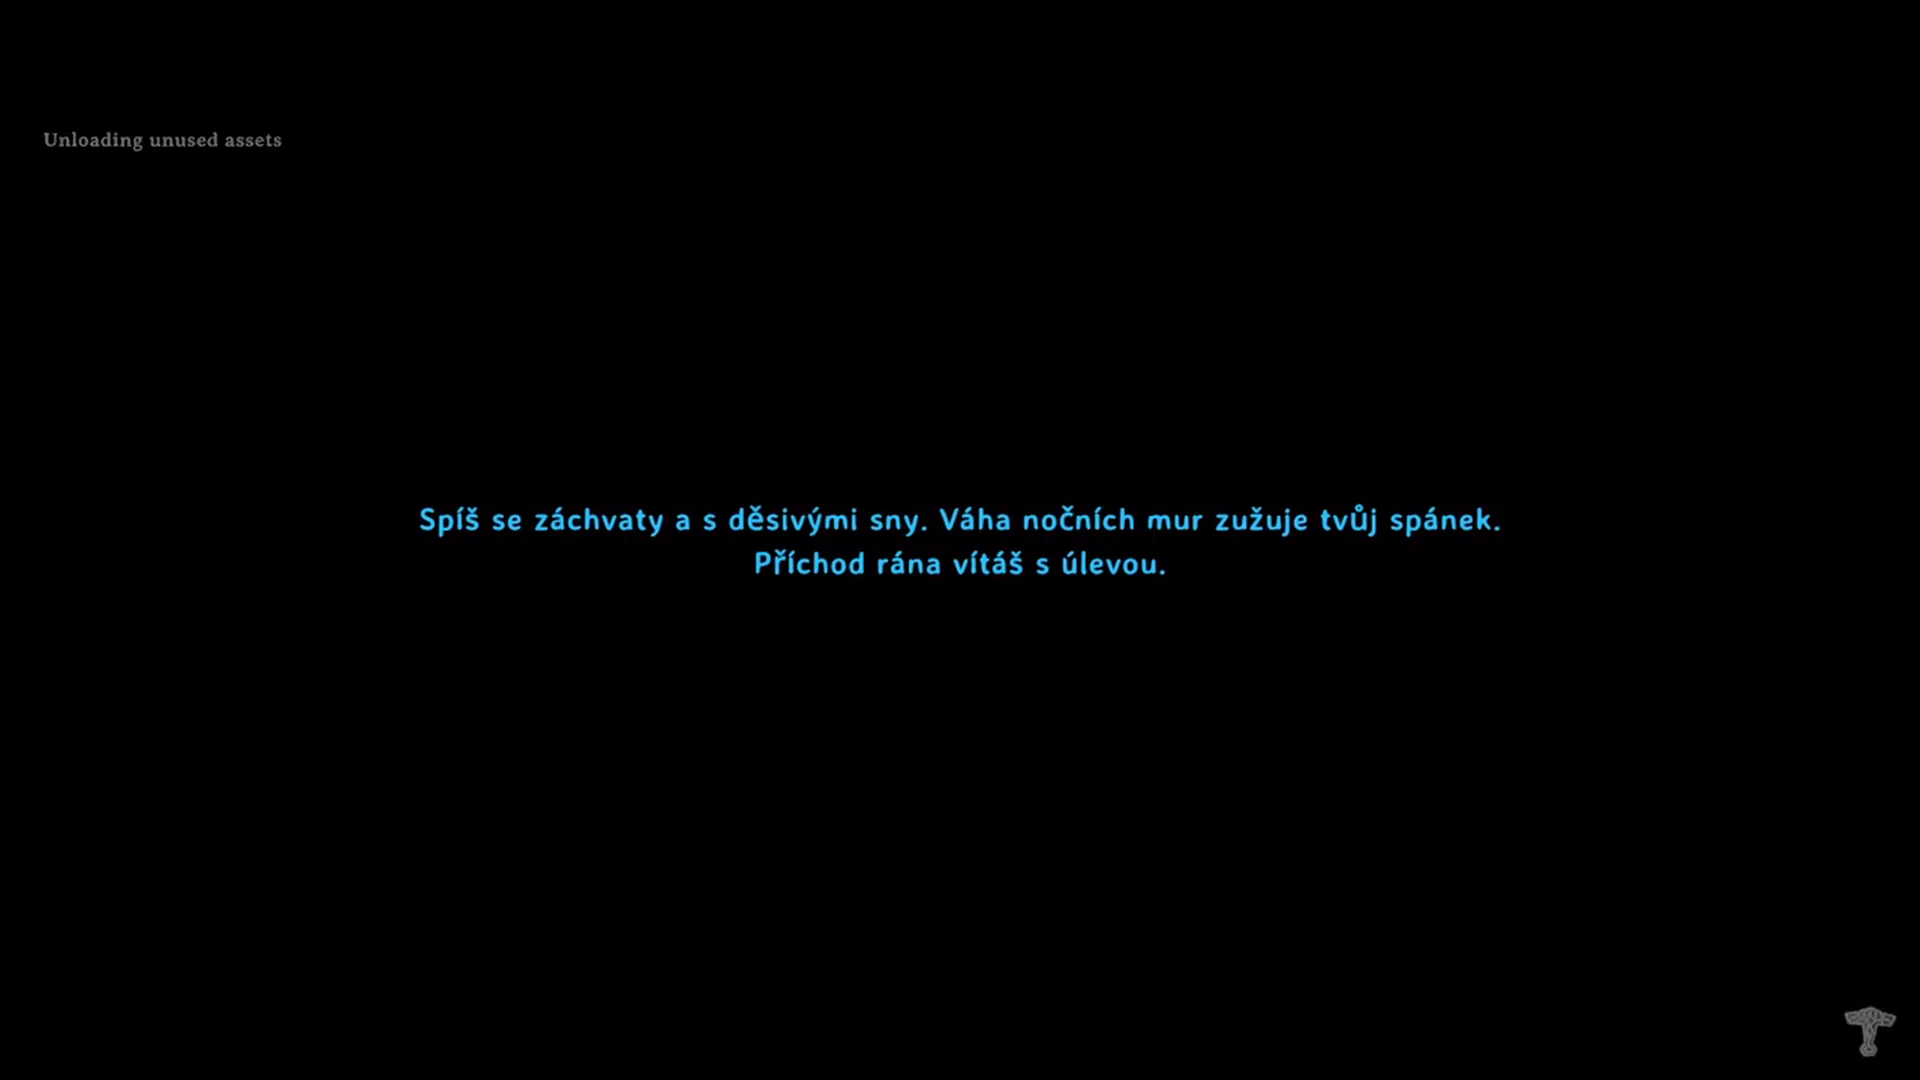 Unloading unused assets
Spíš se záchvaty a s děsivými sny. Váha nočních mur zužuje tvůj spánek.
Příchod rána vítáš s úlevou.